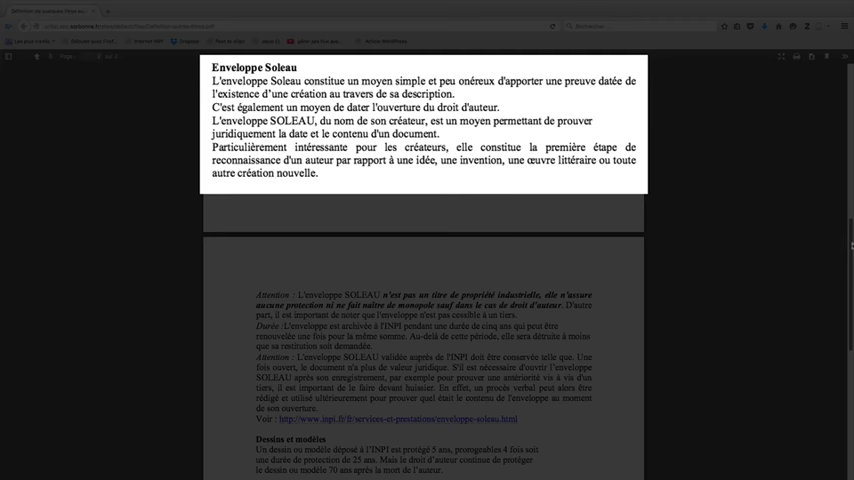 Enveloppe Soleau
L'enveloppe Soleau constitue un moyen simple et peu onéreux d'apporter une preuve datée de
l'existence d'une création au travers de sa description.
C'est également un moyen de dater l'ouverture du droit d'auteur.
L'enveloppe SOLEAU, du nom de son créateur, est un moyen permettant de prouver
juridiquement la date et le contenu d'un document.
Particulièrement intéressante pour les créateurs, elle constitue la première étape de
reconnaissance d'un auteur par rapport à une idée, une invention, une œuvre littéraire ou toute
autre création nouvelle.
Attention : L'enveloppe SOLEAU n'est pas un titre de propriété industrielle, elle n'assure
aucune protection ni ne fait naître de monopole sauf dans le cas de droit d'auteur. D'autre
part, il est important de noter que l'enveloppe n'est pas cessible à un tiers.
Durée : L'enveloppe est archivée à l'INPI pendant une durée de cinq ans qui peut être
renouvelée une fois pour la même somme. Au-delà de cette période, elle sera détruite à moins
que sa restitution soit demandée.
Attention : L'enveloppe SOLEAU validée auprès de l'INPI doit être conservée telle que. Une
fois ouvert, le document n'a plus de valeur juridique. S'il est nécessaire d'ouvrir l'enveloppe
SOLEAU après son enregistrement, par exemple pour prouver une antériorité vis à vis d'un
tiers, il est important de le faire devant huissier. En effet, un procès verbal peut alors être
rédigé et utilisé ultérieurement pour prouver quel était le contenu de l'enveloppe au moment
de son ouverture.
Voir : http://www.inpi.fr/fr/services-et-prestations/enveloppe-soleau.html
Dessins et modèles
Un dessin ou modèle déposé à l'INPI est protégé 5 ans, prorogeables 4 fois soit
une durée de protection de 25 ans. Mais le droit d'auteur continue de protéger
le dessin ou modèle 70 ans après la mort de l'auteur.